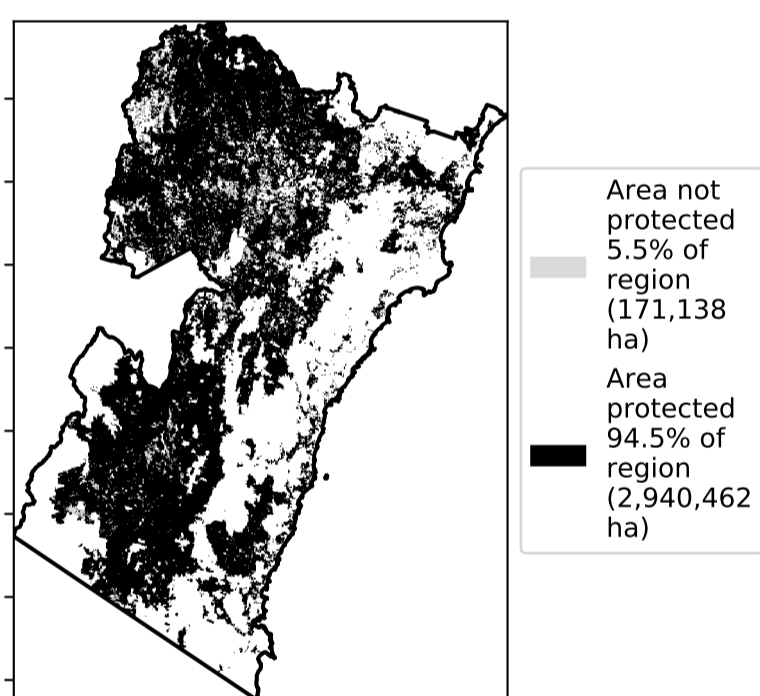 Area not
protected
5.5% of
region
(171,138
ha)
Area
protected
94.5% of
region
(2,940,462
ha)